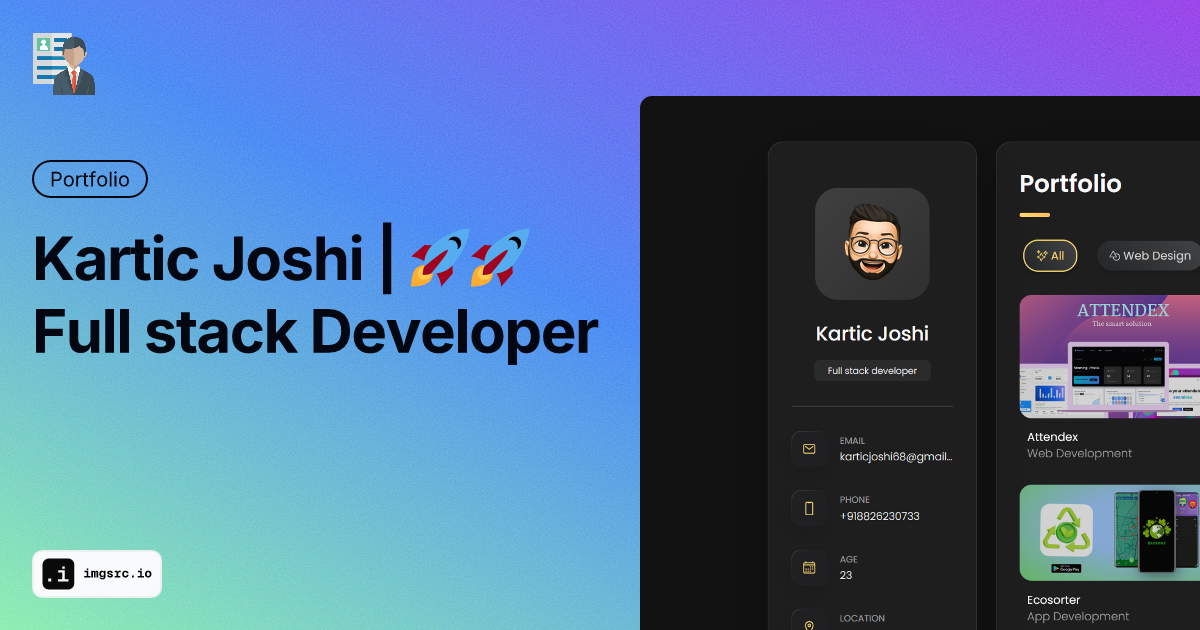 Portfolio
Kartic Joshi | 🚀🚀
Full stack Developer
.i imgsrc.io
Kartic Joshi
Full stack developer
EMAIL
karticjoshi68@gmail...
PHONE
+918826230733
AGE
23
LOCATION
Portfolio
All
Web Design
ATTENDEX
The smart solution
Attendex
Web Development
Ecosorter
App Development